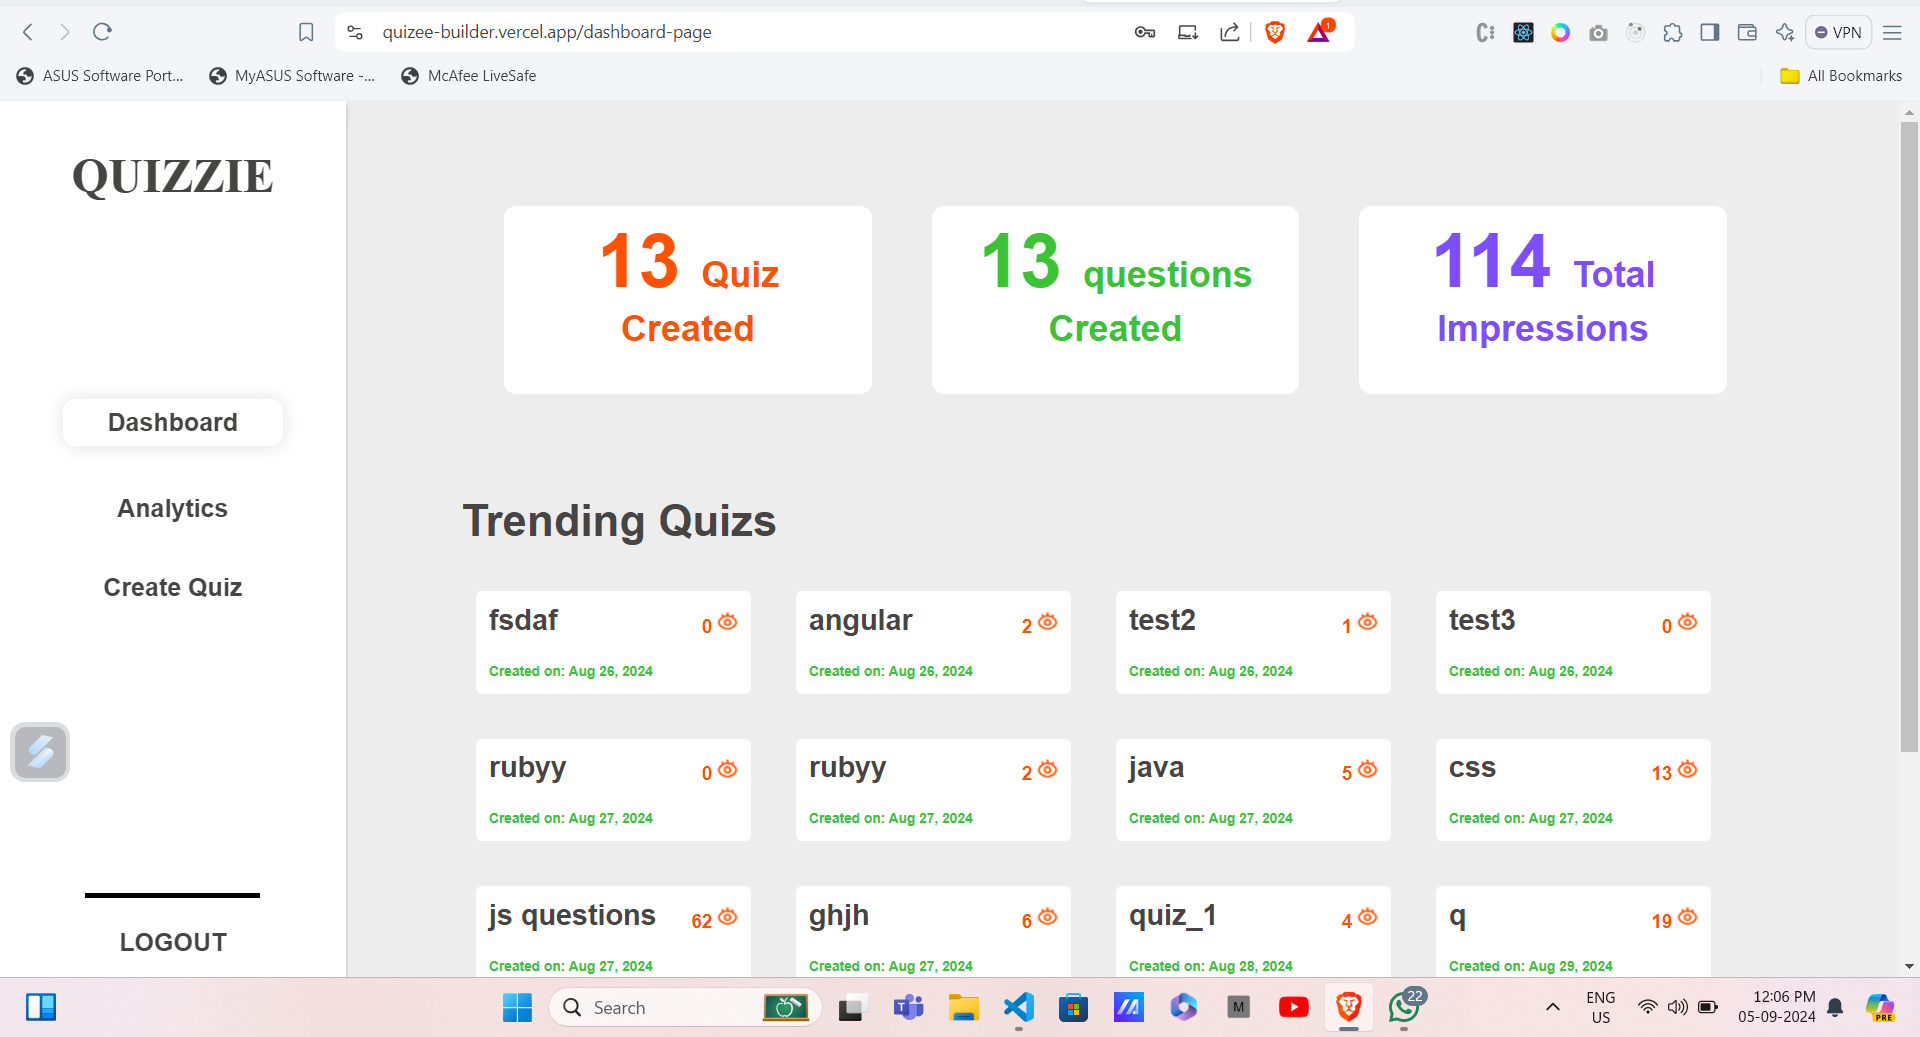 quizee-builder.vercel.app/dashboard-page
1
VPN
ASUS Software Port...
MyASUS Software -...
McAfee LiveSafe
All Bookmarks
QUIZZIE
Dashboard
Analytics
Create Quiz
LOGOUT
13 Quiz
Created
13 questions
Created
114 Total
Impressions
Trending Quizs
fsdaf 0
Created on: Aug 26, 2024
angular 2
Created on: Aug 26, 2024
test2 1
Created on: Aug 26, 2024
test3 0
Created on: Aug 26, 2024
rubyy 0
Created on: Aug 27, 2024
rubyy 2
Created on: Aug 27, 2024
java 5
Created on: Aug 27, 2024
css 13
Created on: Aug 27, 2024
js questions 62
Created on: Aug 27, 2024
ghjh 6
Created on: Aug 27, 2024
quiz_1 4
Created on: Aug 28, 2024
q 19
Created on: Aug 29, 2024
Search
M
22
ENG
US
12:06 PM
05-09-2024
PRE